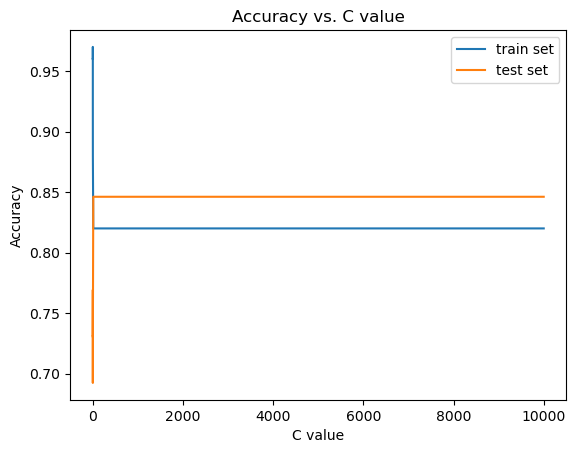 Accuracy vs. C value
train set
test set
0.95
0.90
0.85
0.80
0.75
0.70
Accuracy
0 2000 4000 6000 8000 10000
C value